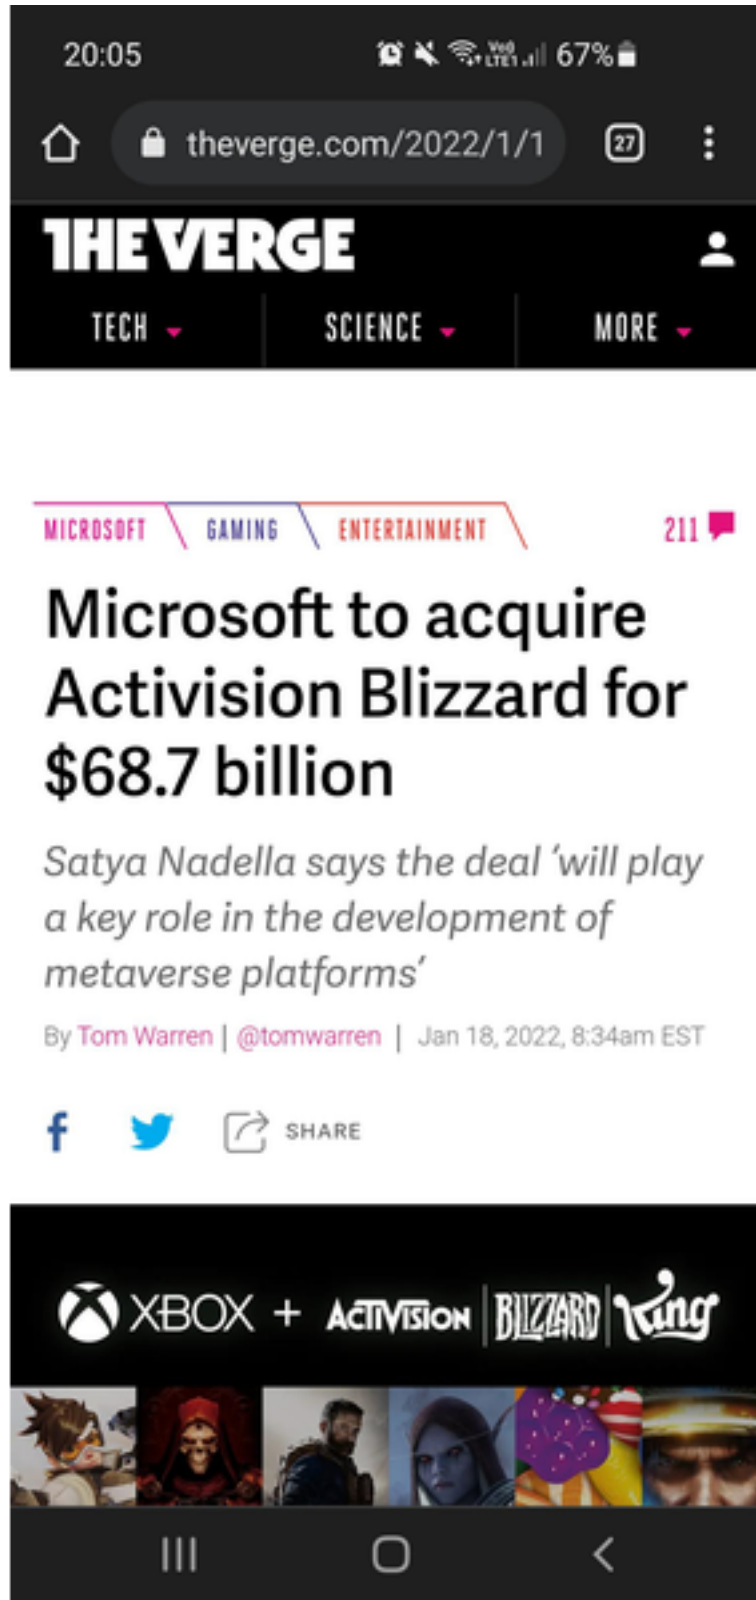 20:05 Vo) LTE1 67%
theverge.com/2022/1/1 27
THE VERGE
TECH SCIENCE MORE
MICROSOFT GAMING ENTERTAINMENT 211
Microsoft to acquire
Activision Blizzard for
$68.7 billion
Satya Nadella says the deal ‘will play
a key role in the development of
metaverse platforms’
By Tom Warren | @tomwarren | Jan 18, 2022, 8:34am EST
f SHARE
XBOX + ACTIVISION BLIZZARD King